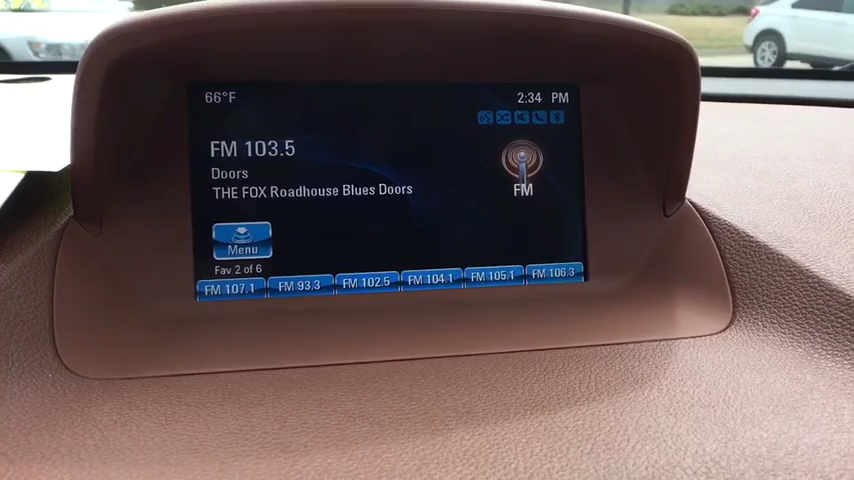 66°F
2:34 PM
FM 103.5
Doors
THE FOX Roadhouse Blues Doors
FM
Menu
Fav 2 of 6
FM 107.1 FM 93.3 FM 102.5 FM 104.1 FM 105.1 FM 106.3